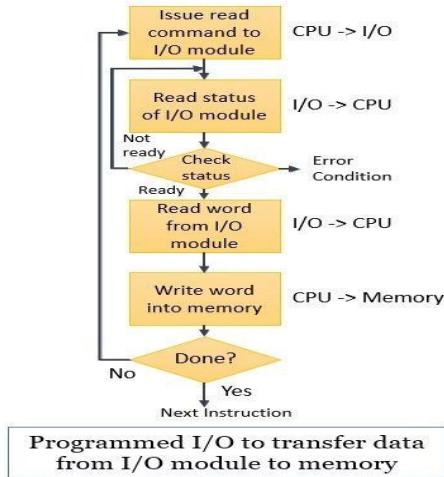 Issue read
command to
I/O module
CPU -> I/O
Read status
of I/O module
I/O -> CPU
Not
ready
Check
status
Error
Condition
Ready
Read word
from I/O
module
I/O -> CPU
Write word
into memory
CPU -> Memory
Done?
No
Yes
Next Instruction
Programmed I/O to transfer data
from I/O module to memory